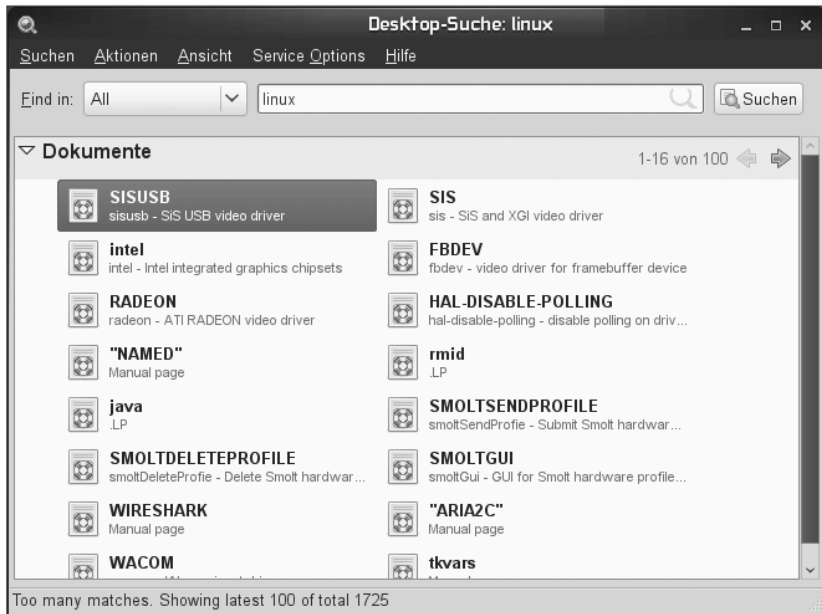 Desktop-Suche: linux
Suchen Aktionen Ansicht Service Options Hilfe
Find in: All linux Suchen
Dokumente 1-16 von 100
SISUSB
sisusb - SiS USB video driver
SIS
sis - SiS and XGI video driver
intel
intel - Intel integrated graphics chipsets
FBDEV
fbdev - video driver for framebuffer device
RADEON
radeon - ATI RADEON video driver
HAL-DISABLE-POLLING
hal-disable-polling - disable polling on driv...
"NAMED"
Manual page
rmid
.LP
java
.LP
SMOLTSENDPROFILE
smoltSendProfie - Submit Smolt hardwar...
SMOLTDELETEPROFILE
smoltDeleteProfie - Delete Smolt hardwar...
SMOLTGUI
smoltGui - GUI for Smolt hardware profile...
WIRESHARK
Manual page
"ARIA2C"
Manual page
WACOM
tkvars
Too many matches. Showing latest 100 of total 1725